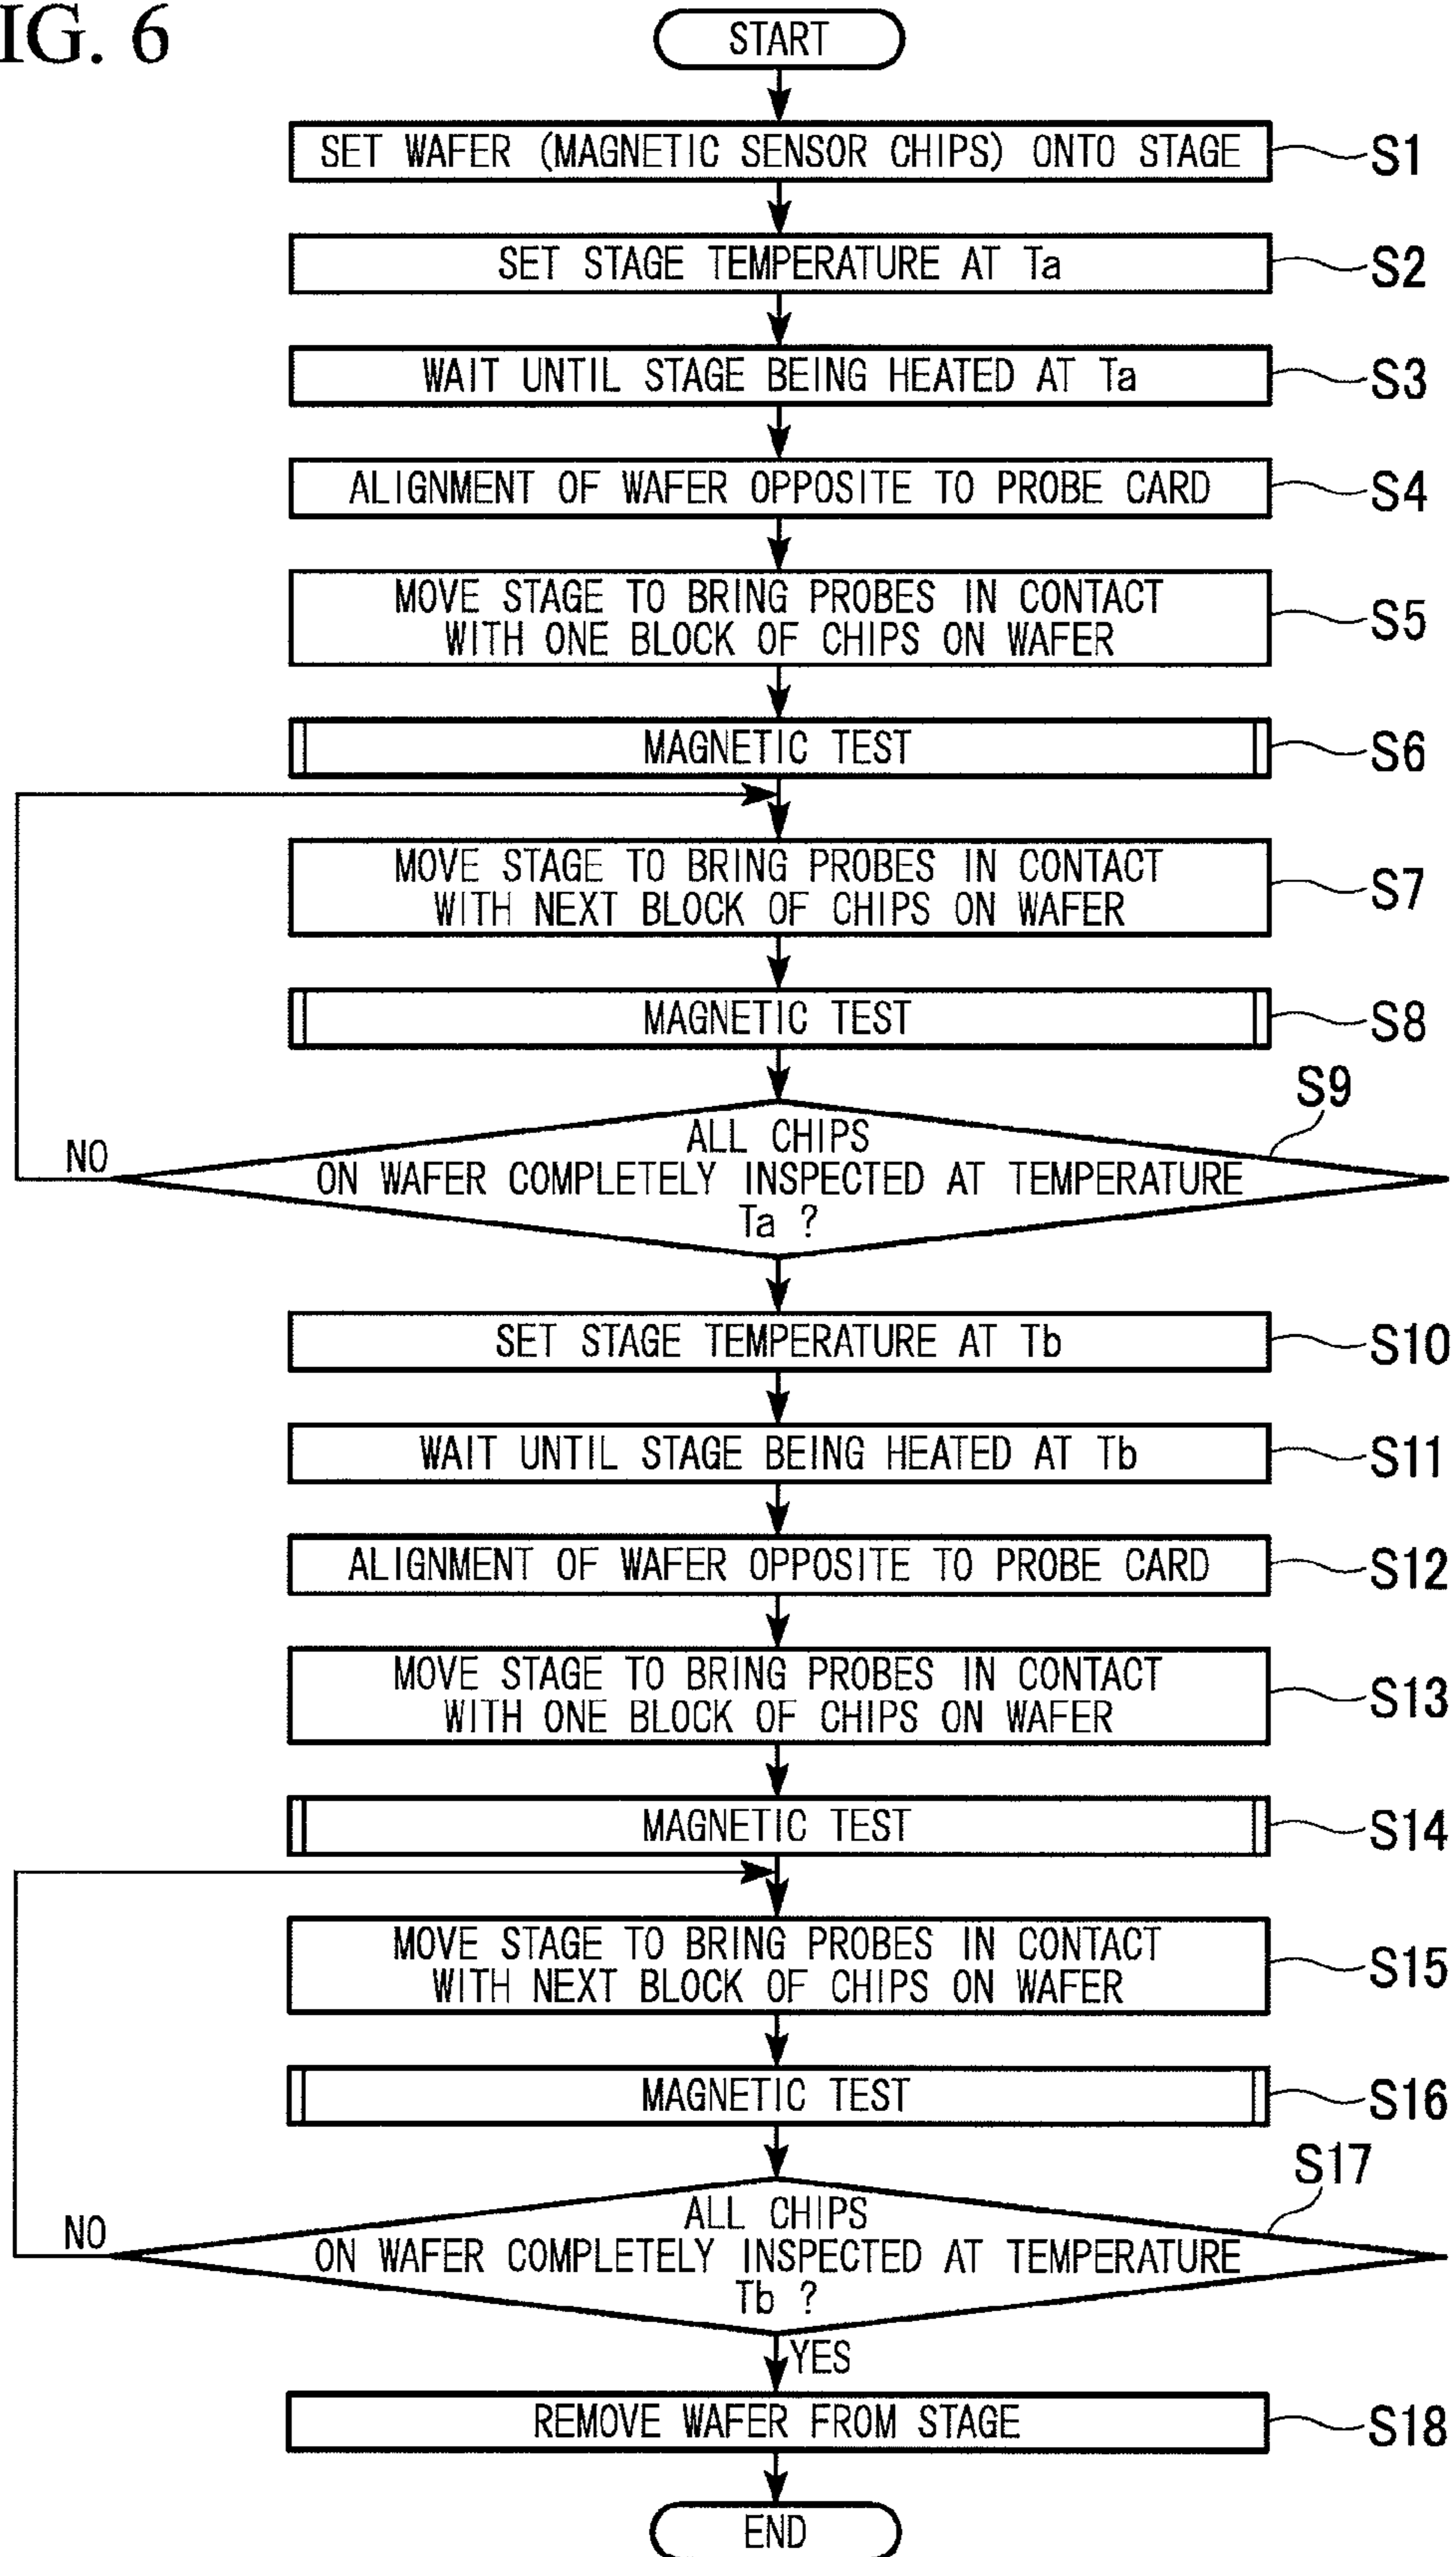 IG. 6
START
SET WAFER (MAGNETIC SENSOR CHIPS) ONTO STAGE
S1
SET STAGE TEMPERATURE AT Ta
S2
WAIT UNTIL STAGE BEING HEATED AT Ta
S3
ALIGNMENT OF WAFER OPPOSITE TO PROBE CARD
S4
MOVE STAGE TO BRING PROBES IN CONTACT
WITH ONE BLOCK OF CHIPS ON WAFER
S5
MAGNETIC TEST
S6
MOVE STAGE TO BRING PROBES IN CONTACT
WITH NEXT BLOCK OF CHIPS ON WAFER
S7
MAGNETIC TEST
S8
S9
ALL CHIPS
ON WAFER COMPLETELY INSPECTED AT TEMPERATURE
Ta ?
NO
SET STAGE TEMPERATURE AT Tb
S10
WAIT UNTIL STAGE BEING HEATED AT Tb
S11
ALIGNMENT OF WAFER OPPOSITE TO PROBE CARD
S12
MOVE STAGE TO BRING PROBES IN CONTACT
WITH ONE BLOCK OF CHIPS ON WAFER
S13
MAGNETIC TEST
S14
MOVE STAGE TO BRING PROBES IN CONTACT
WITH NEXT BLOCK OF CHIPS ON WAFER
S15
MAGNETIC TEST
S16
S17
ALL CHIPS
ON WAFER COMPLETELY INSPECTED AT TEMPERATURE
Tb ?
NO
YES
REMOVE WAFER FROM STAGE
S18
END